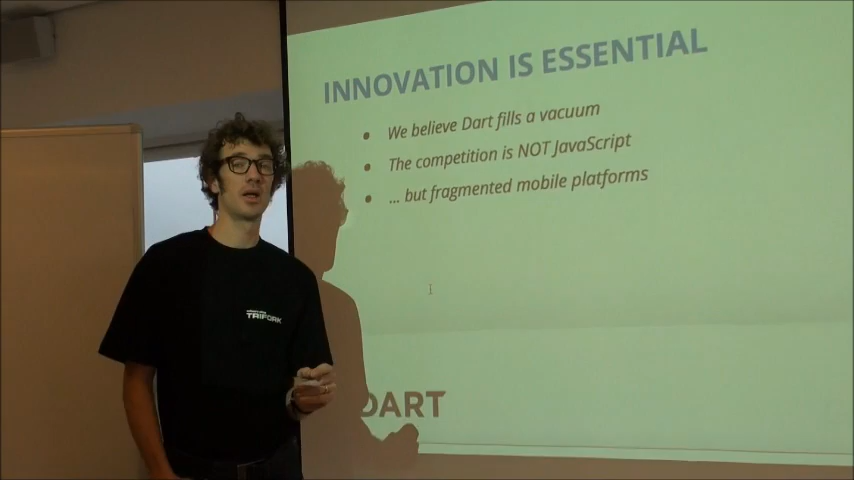 INNOVATION IS ESSENTIAL
• We believe Dart fills a vacuum
• The competition is NOT JavaScript
• ... but fragmented mobile platforms
TRIFORK
DART